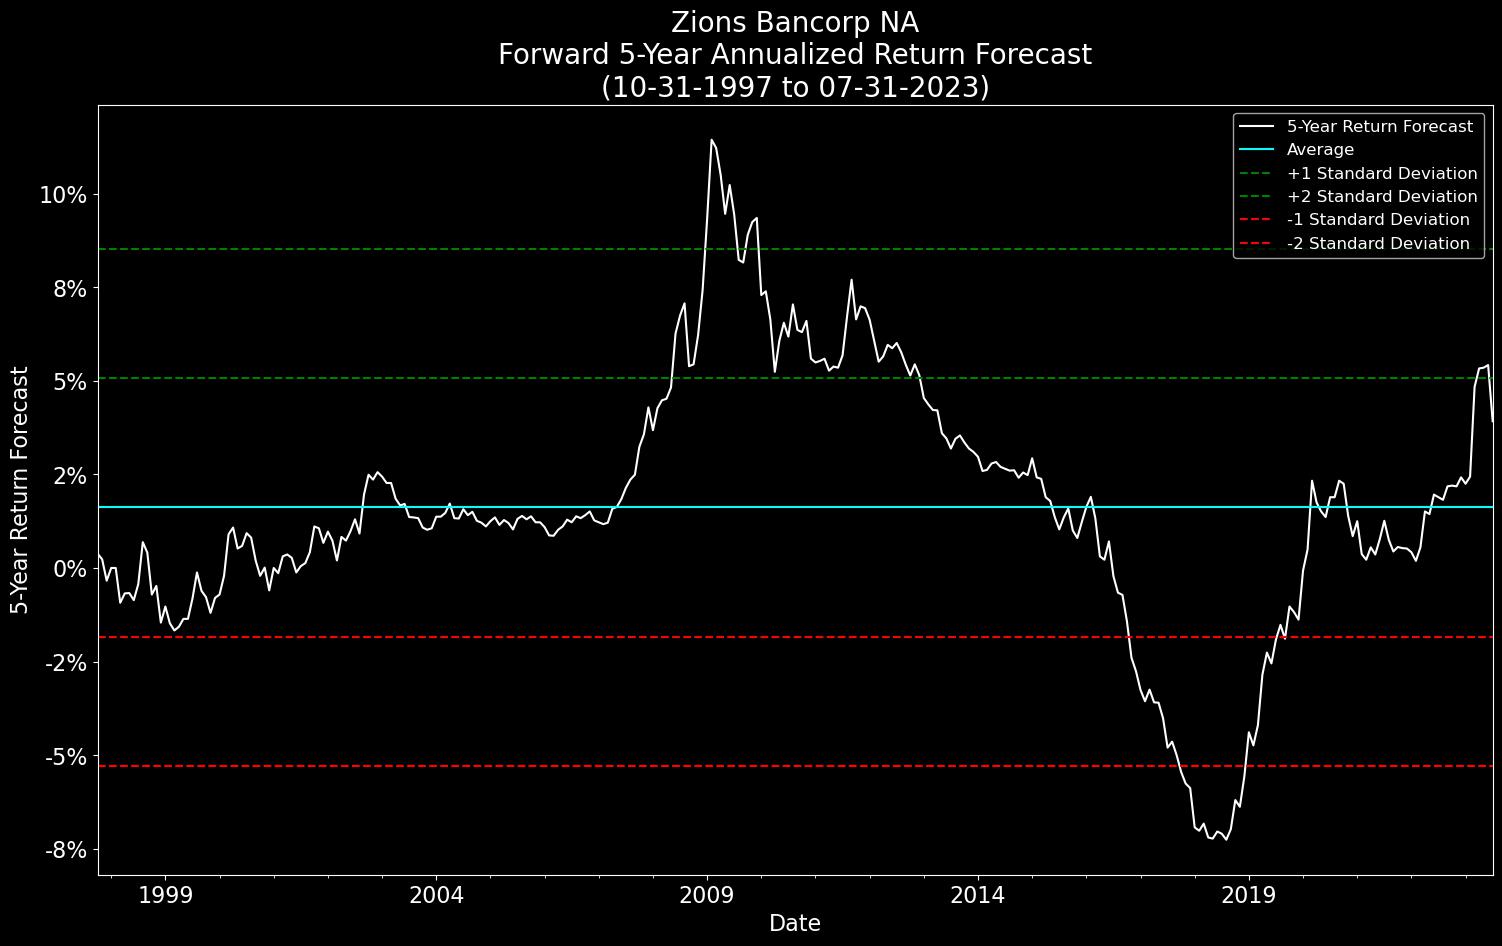 Zions Bancorp NA
Forward 5-Year Annualized Return Forecast
(10-31-1997 to 07-31-2023)
5-Year Return Forecast
Average
+1 Standard Deviation
+2 Standard Deviation
-1 Standard Deviation
-2 Standard Deviation
10%
8%
5%
2%
0%
-2%
-5%
-8%
5-Year Return Forecast
1999
2004
2009
2014
2019
Date